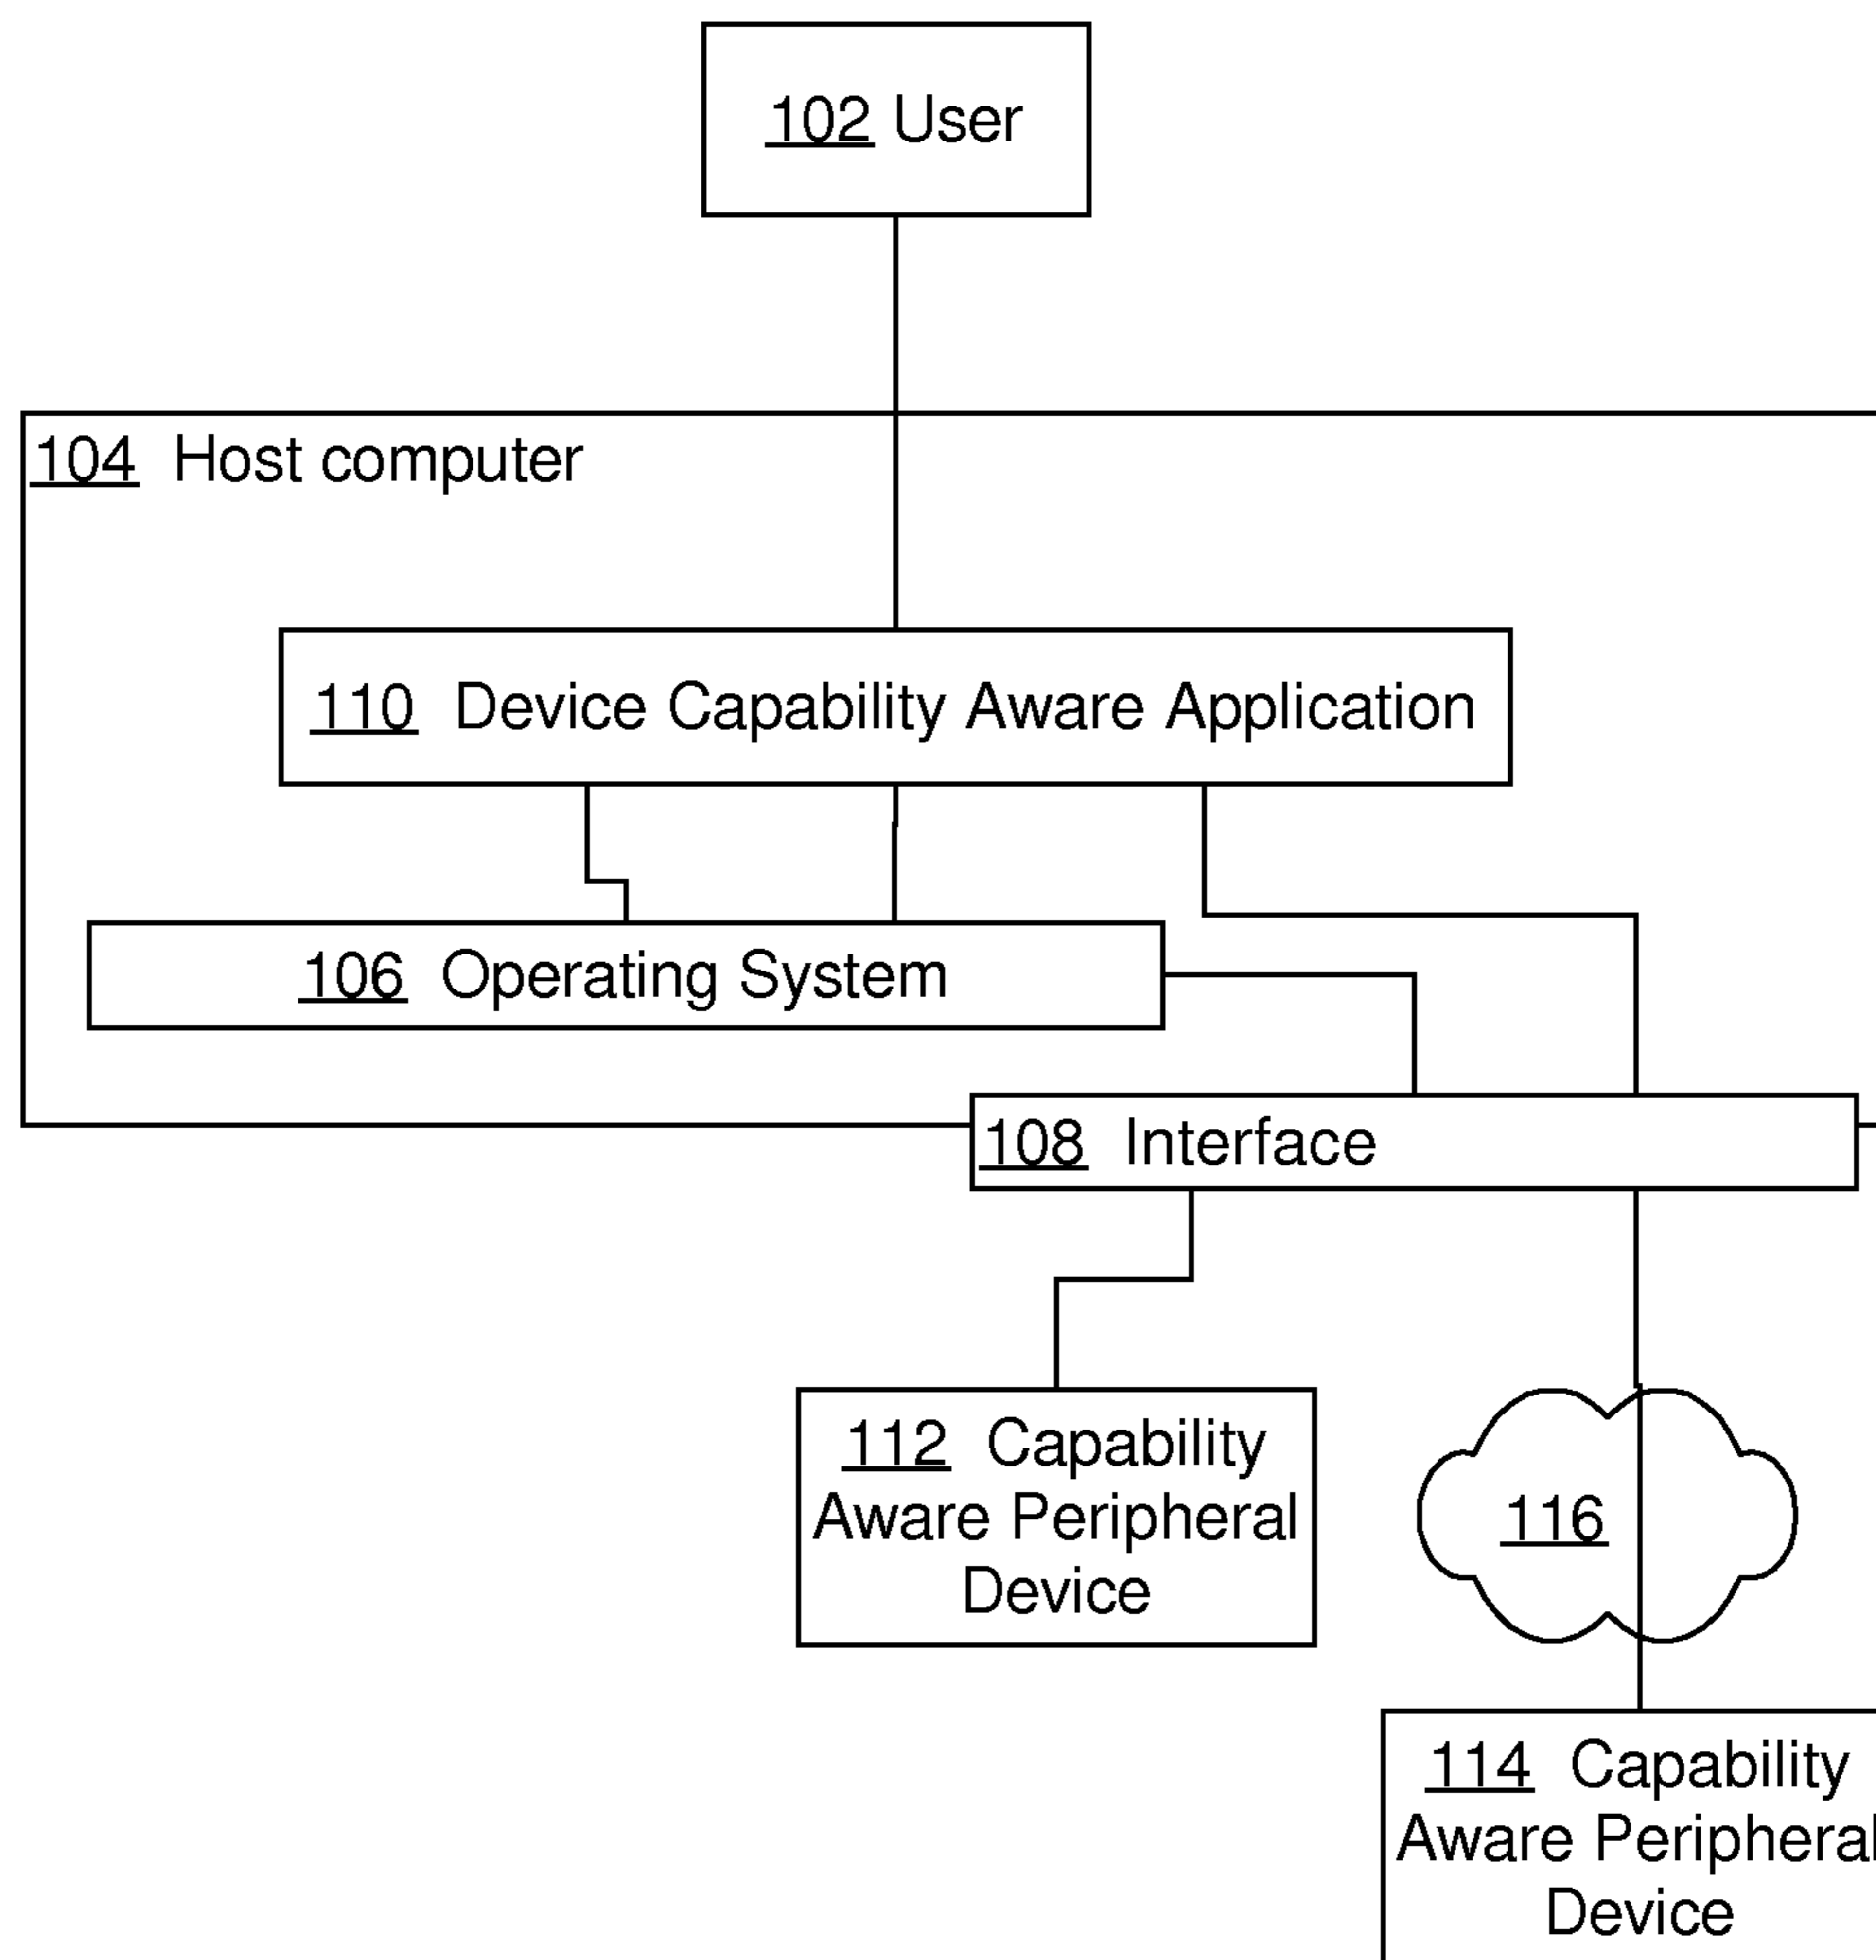 102 User
104 Host computer
110 Device Capability Aware Application
106 Operating System
108 Interface
112 Capability
Aware Peripheral
Device
116
114 Capability
Aware Peripheral
Device